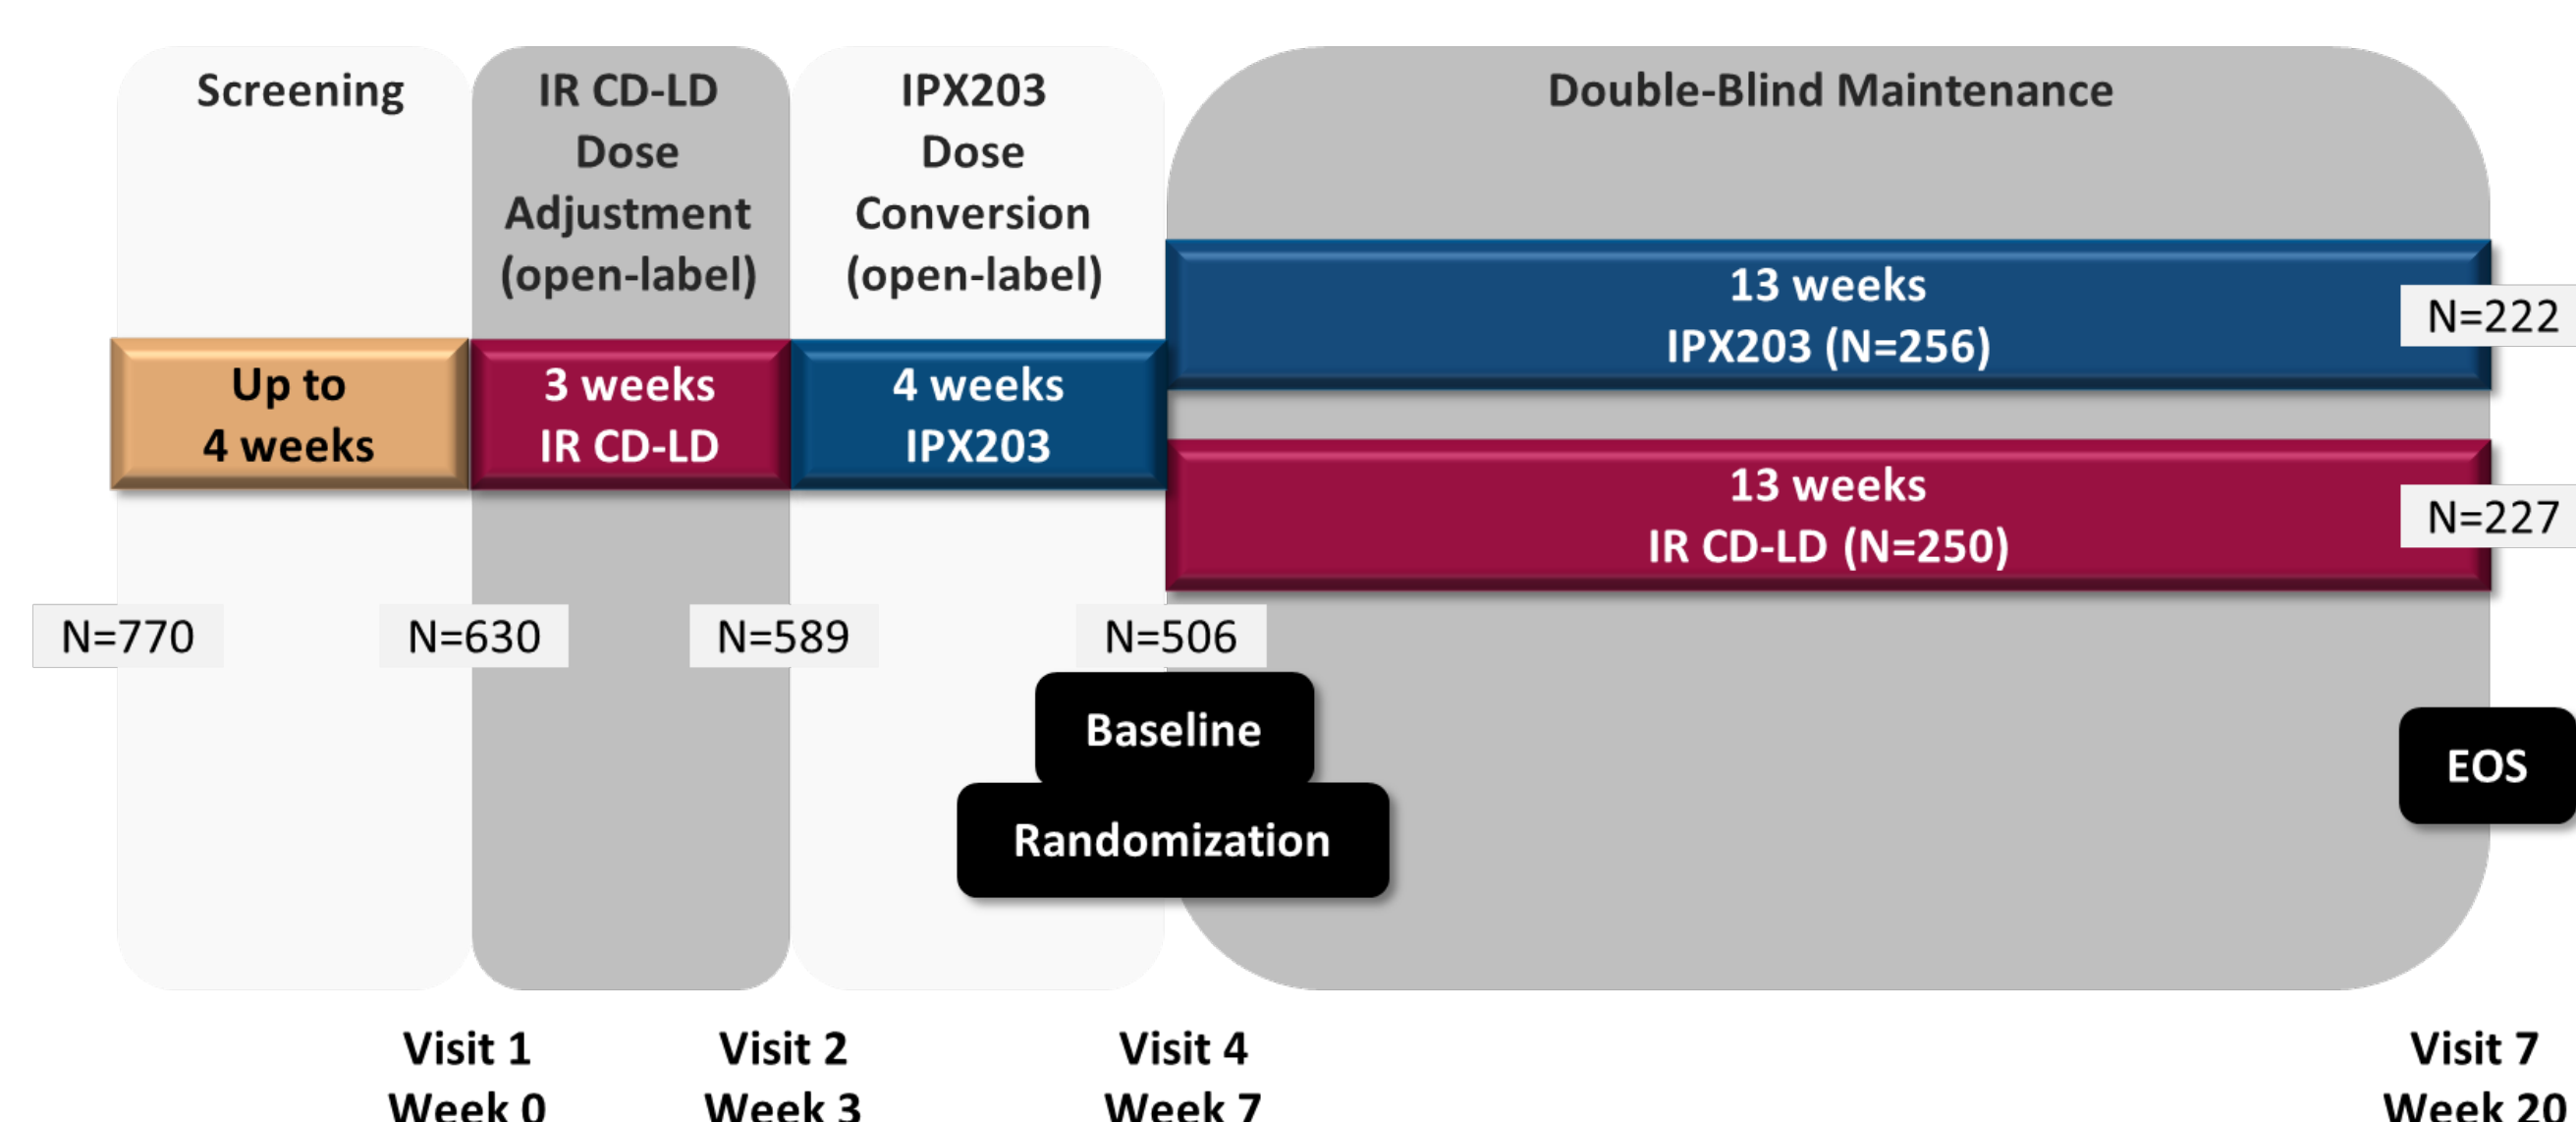 Screening
IR CD-LD
Dose
Adjustment
(open-label)
IPX203
Dose
Conversion
(open-label)
Double-Blind Maintenance
Up to
4 weeks
3 weeks
IR CD-LD
4 weeks
IPX203
13 weeks
IPX203 (N=256)
N=222
13 weeks
IR CD-LD (N=250)
N=227
N=770
N=630
N=589
N=506
Baseline
Randomization
EOS
Visit 1
Week 0
Visit 2
Week 3
Visit 4
Week 7
Visit 7
Week 20